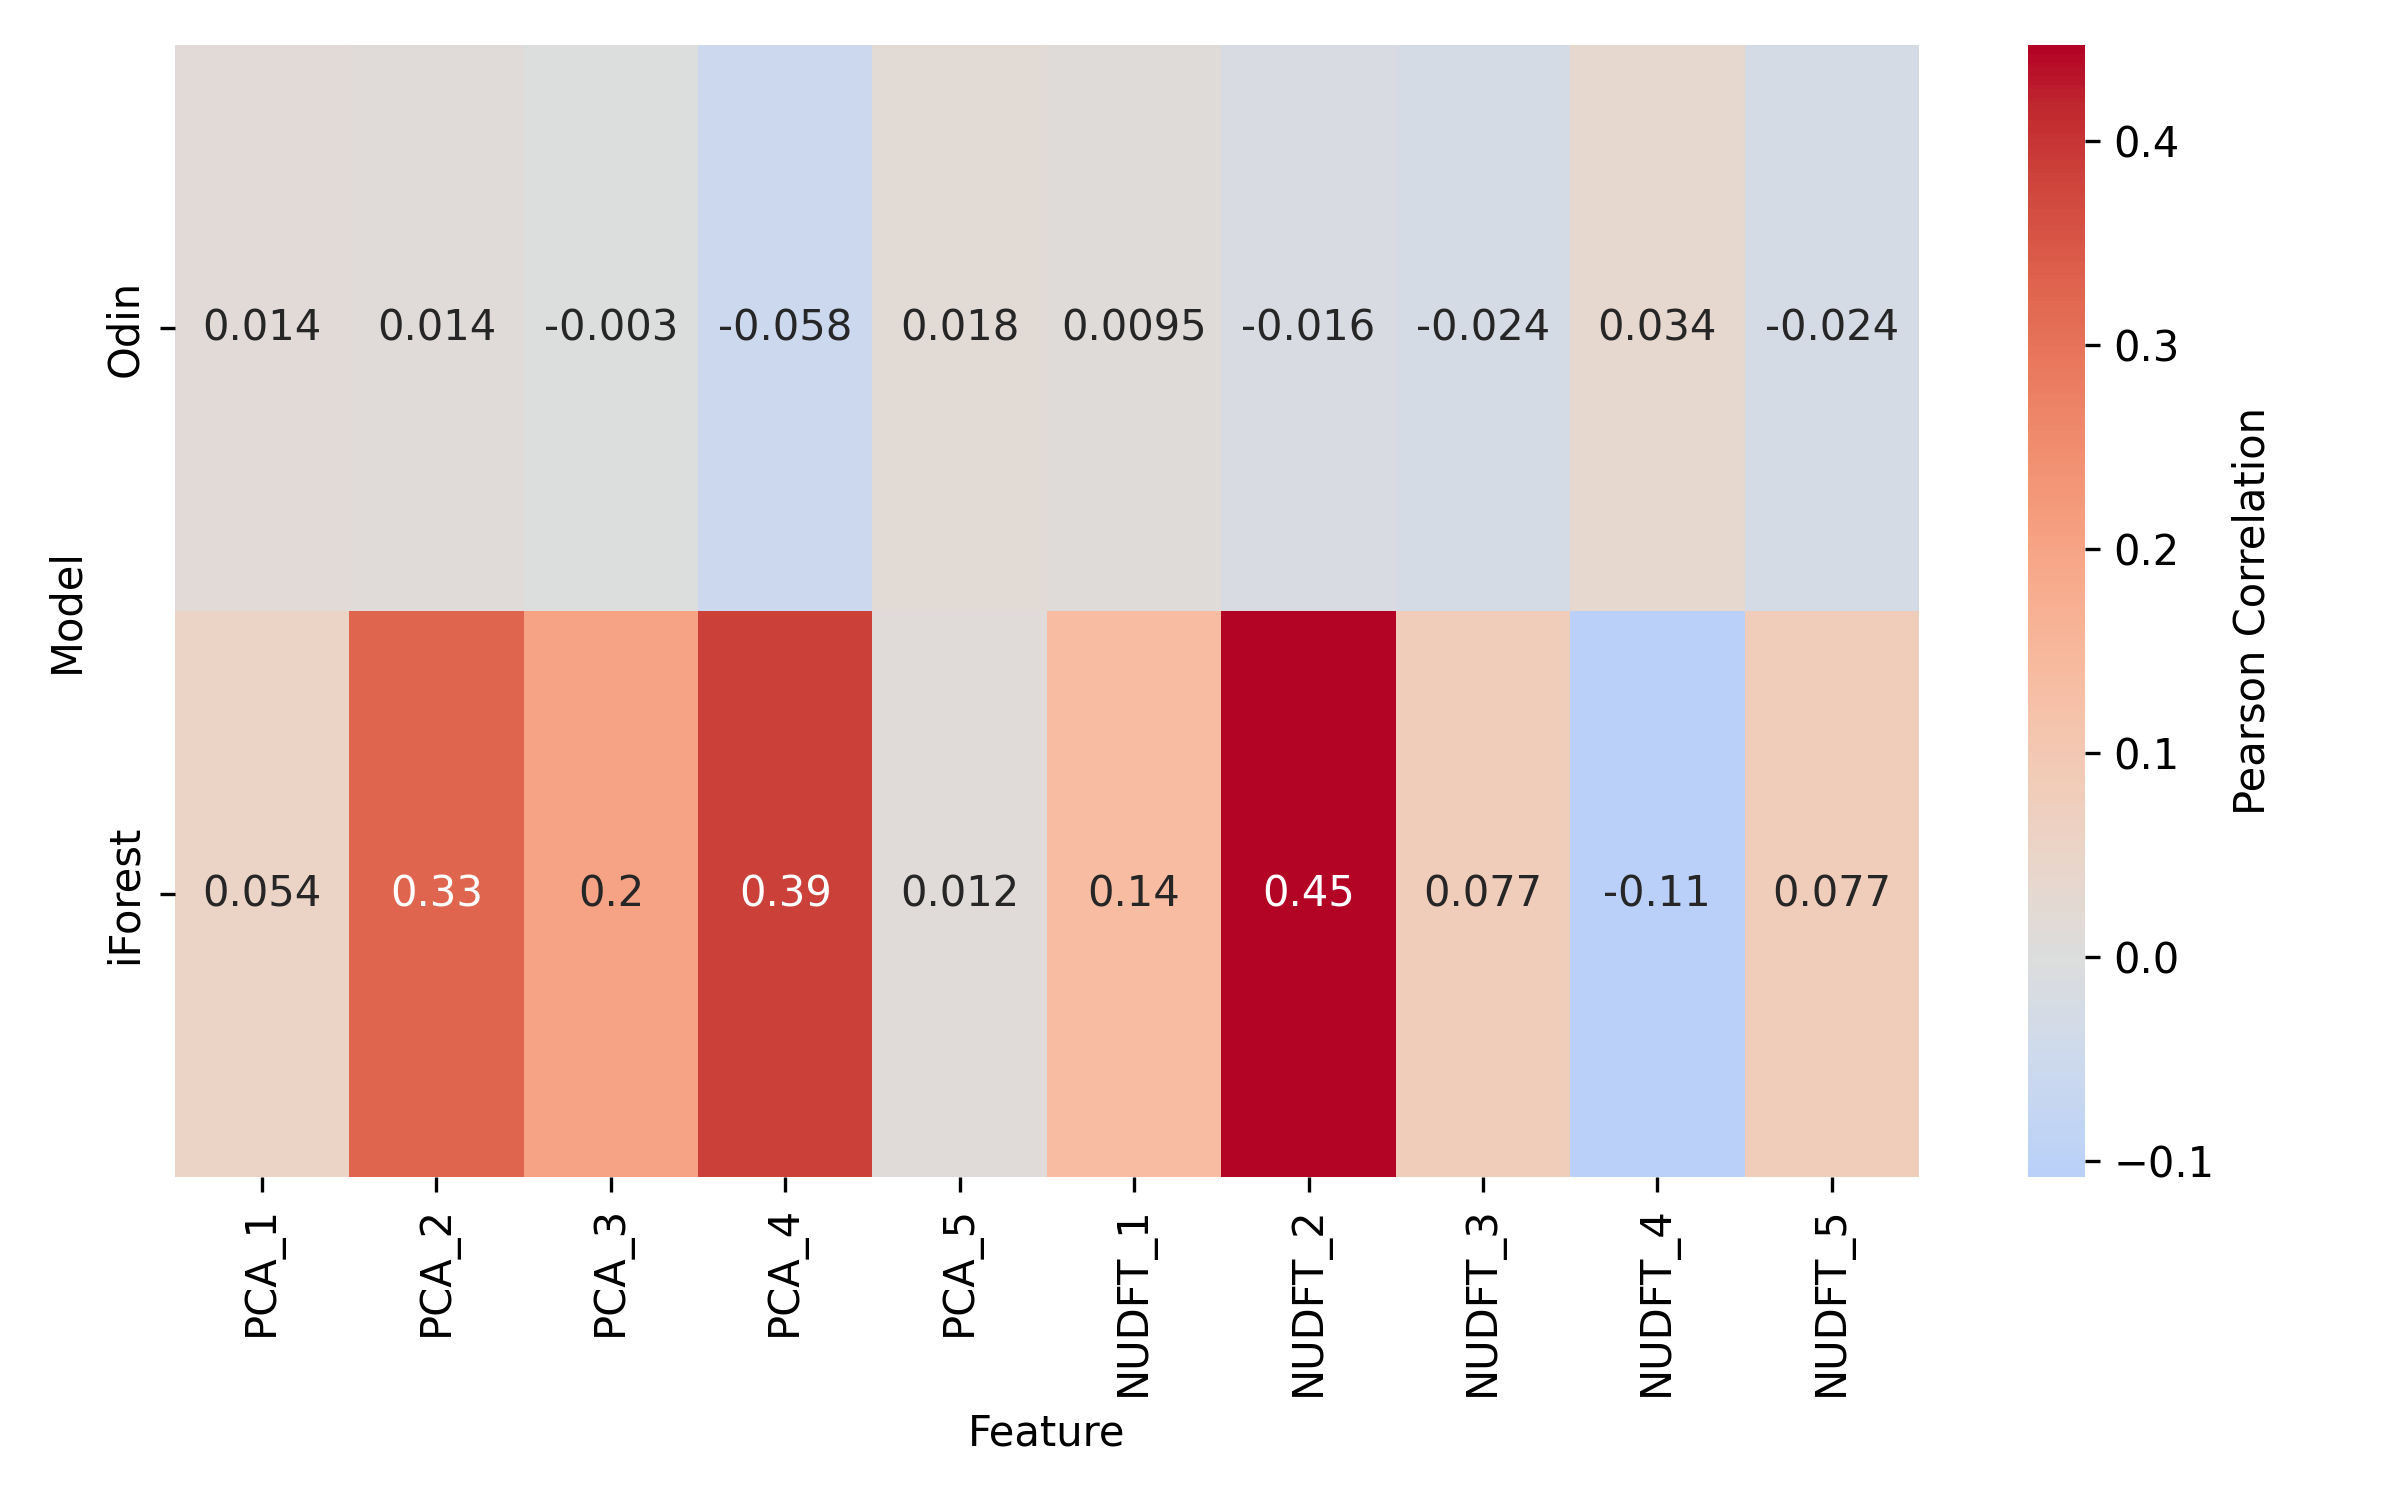 Model
Odin
0.014 0.014 -0.003 -0.058 0.018 0.0095 -0.016 -0.024 0.034 -0.024
iForest
0.054 0.33 0.2 0.39 0.012 0.14 0.45 0.077 -0.11 0.077
PCA_1
PCA_2
PCA_3
PCA_4
PCA_5
NUDFT_1
NUDFT_2
NUDFT_3
NUDFT_4
NUDFT_5
Feature
0.4
0.3
0.2
0.1
0.0
−0.1
Pearson Correlation